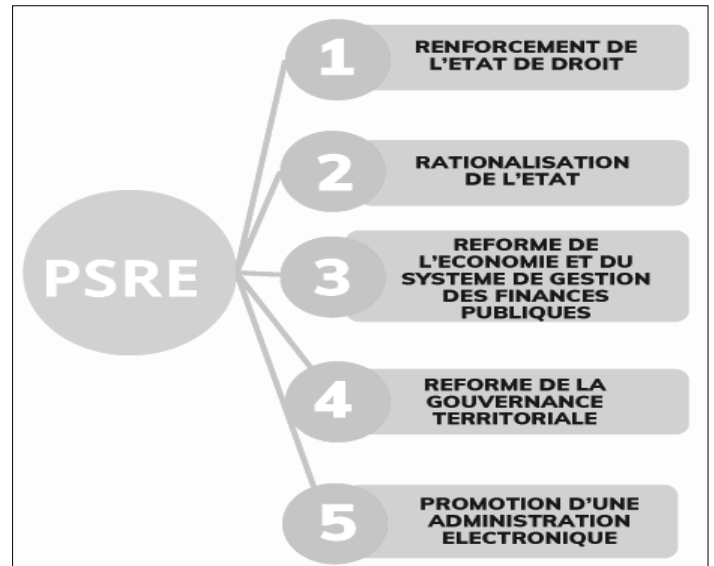 PSRE
1
RENFORCEMENT DE
L'ETAT DE DROIT
2
RATIONALISATION
DE L'ETAT
3
REFORME DE
L'ECONOMIE ET DU
SYSTEME DE GESTION
DES FINANCES
PUBLIQUES
4
REFORME DE LA
GOUVERNANCE
TERRITORIALE
5
PROMOTION D'UNE
ADMINISTRATION
ELECTRONIQUE